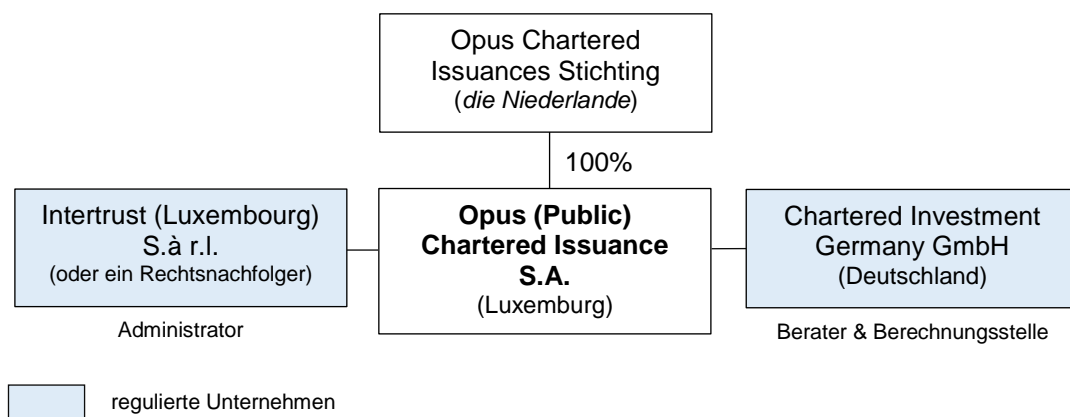 Opus Chartered
Issuances Stichting
(die Niederlande)
100%
Intertrust (Luxembourg)
S.à r.l.
(oder ein Rechtsnachfolger)
Administrator
Opus (Public)
Chartered Issuance
S.A.
(Luxemburg)
Chartered Investment
Germany GmbH
(Deutschland)
Berater & Berechnungsstelle
regulierte Unternehmen